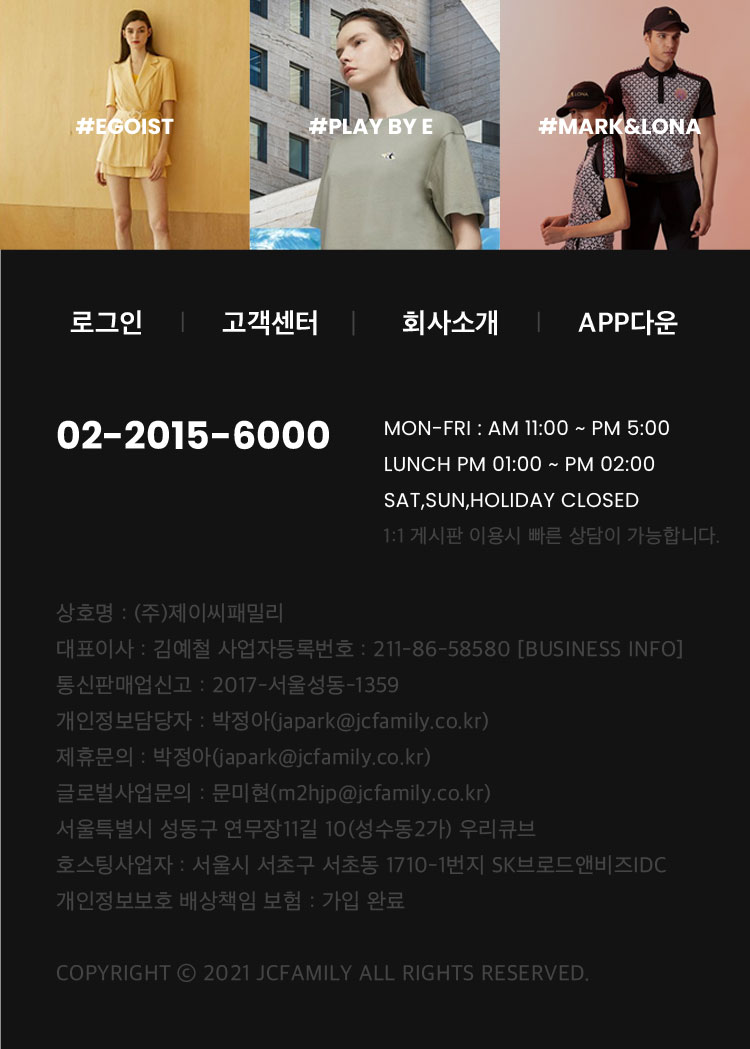 #EGOIST
#PLAY BY E
#MARK&LONA
로그인 | 고객센터 | 회사소개 | APP다운
02-2015-6000
MON-FRI : AM 11:00 ~ PM 5:00
LUNCH PM 01:00 ~ PM 02:00
SAT,SUN,HOLIDAY CLOSED
1:1 게시판 이용시 빠른 상담이 가능합니다.
상호명 : (주)제이씨패밀리
대표이사 : 김예철 사업자등록번호 : 211-86-58580 [BUSINESS INFO]
통신판매업신고 : 2017-서울성동-1359
개인정보담당자 : 박정아(japark@jcfamily.co.kr)
제휴문의 : 박정아(japark@jcfamily.co.kr)
글로벌사업문의 : 문미현(m2hjp@jcfamily.co.kr)
서울특별시 성동구 연무장11길 10(성수동2가) 우리큐브
호스팅사업자 : 서울시 서초구 서초동 1710-1번지 SK브로드앤비즈IDC
개인정보보호 배상책임 보험 : 가입 완료
COPYRIGHT ⓒ 2021 JCFAMILY ALL RIGHTS RESERVED.